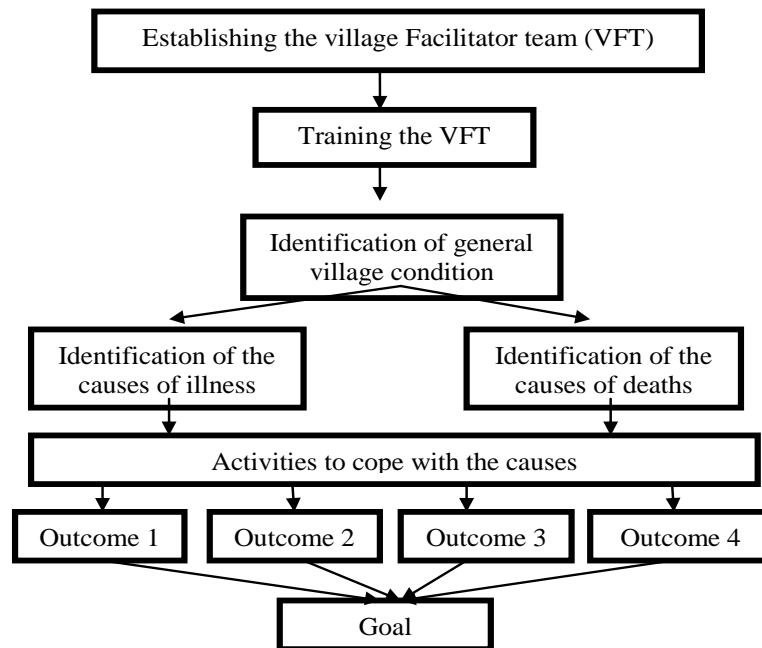 Establishing the village Facilitator team (VFT)
Training the VFT
Identification of general
village condition
Identification of the
causes of illness
Identification of the
causes of deaths
Activities to cope with the causes
Outcome 1
Outcome 2
Outcome 3
Outcome 4
Goal